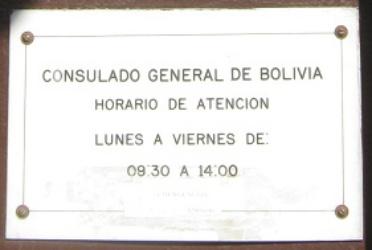 CONSULADO GENERAL DE BOLIVIA
HORARIO DE ATENCION
LUNES A VIERNES DE:
09:30 A 14:00